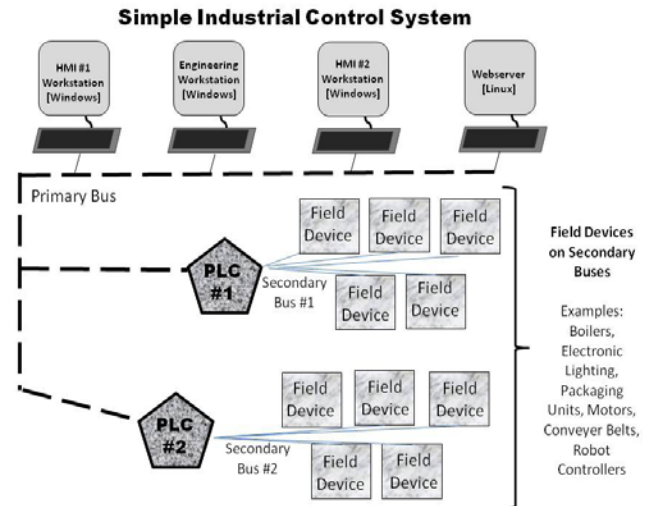 Simple Industrial Control System
HMI #1
Workstation
[Windows]
Engineering
Workstation
[Windows]
HMI #2
Workstation
[Windows]
Webserver
[Linux]
Primary Bus
PLC
#1
Secondary
Bus #1
Field
Device
Field
Device
Field
Device
Field
Device
Field
Device
PLC
#2
Secondary
Bus #2
Field
Device
Field
Device
Field
Device
Field
Device
Field
Device
Field Devices
on Secondary
Buses
Examples:
Boilers,
Electronic
Lighting,
Packaging
Units, Motors,
Conveyer Belts,
Robot
Controllers